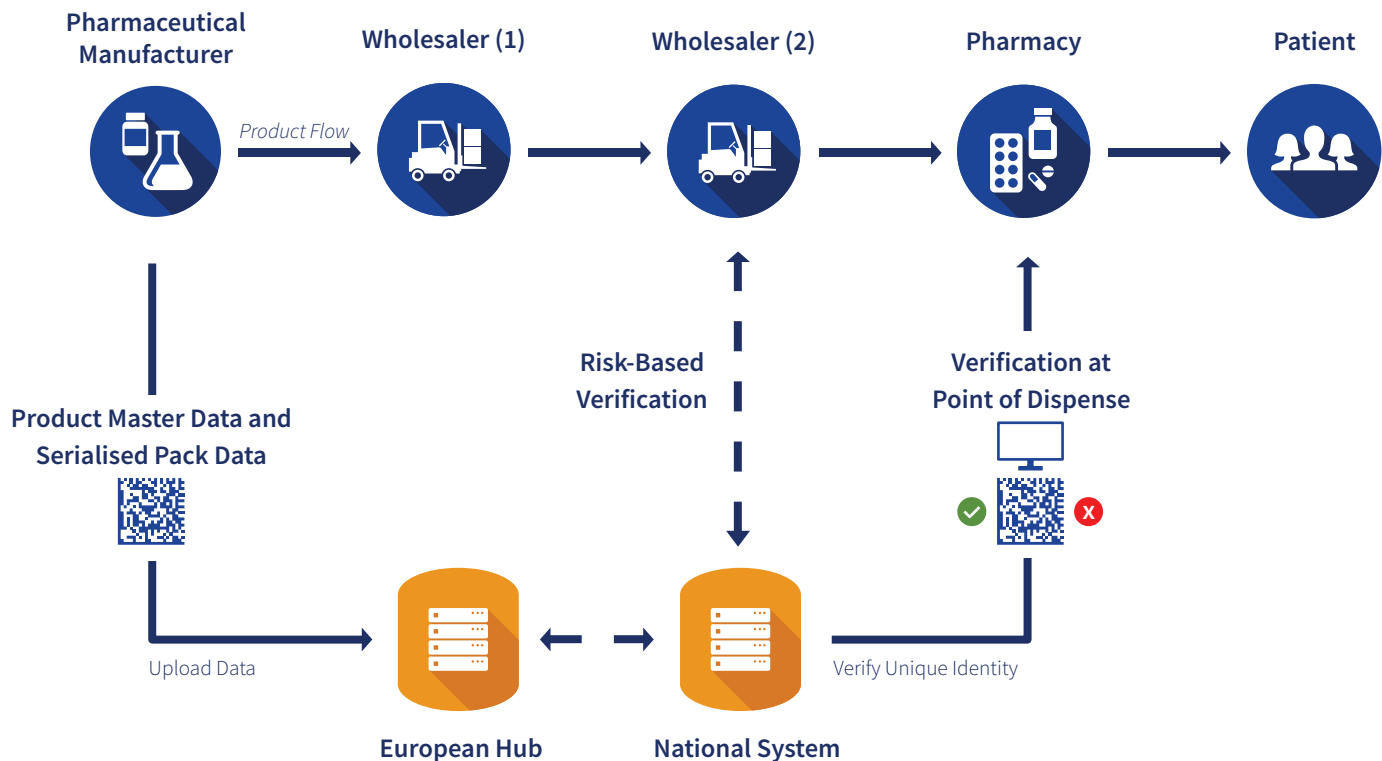 Pharmaceutical
Manufacturer
Wholesaler (1)
Wholesaler (2)
Pharmacy
Patient
Product Flow
Risk-Based
Verification
Verification at
Point of Dispense
Product Master Data and
Serialised Pack Data
X
Upload Data
Verify Unique Identity
European Hub
National System